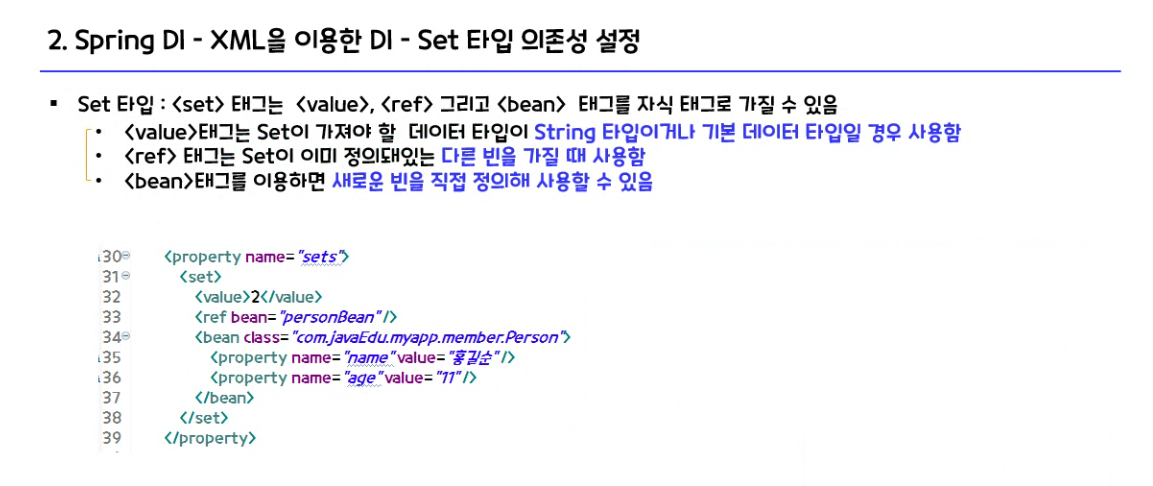 2. Spring DI - XML을 이용한 DI - Set 타입 의존성 설정
▪ Set 타입 : <set> 태그는 <value>, <ref> 그리고 <bean> 태그를 자식 태그로 가질 수 있음
• <value>태그는 Set이 가져야 할 데이터 타입이 String 타입이거나 기본 데이터 타입일 경우 사용함
• <ref> 태그는 Set이 이미 정의돼있는 다른 빈을 가질 때 사용함
• <bean>태그를 이용하면 새로운 빈을 직접 정의해 사용할 수 있음
30 <property name="sets">
31 <set>
32 <value>2</value>
33 <ref bean="personBean"/>
34 <bean class="com.javaEdu.myapp.member.Person">
35 <property name="name"value="홍길순"/>
36 <property name="age"value="11"/>
37 </bean>
38 </set>
39 </property>